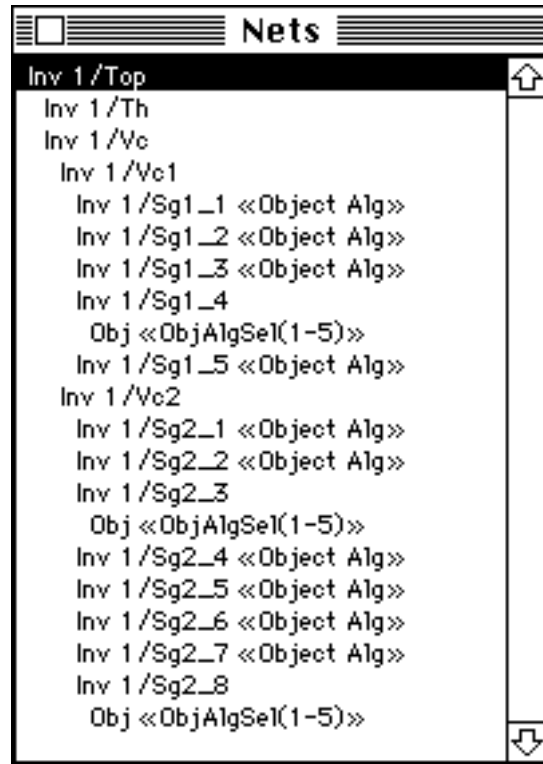 Nets
Inv 1/Top
Inv 1/Th
Inv 1/Vc
Inv 1/Vc1
Inv 1/Sg1_1 «Object Alg»
Inv 1/Sg1_2 «Object Alg»
Inv 1/Sg1_3 «Object Alg»
Inv 1/Sg1_4
Obj «ObjAlgSel(1-5)»
Inv 1/Sg1_5 «Object Alg»
Inv 1/Vc2
Inv 1/Sg2_1 «Object Alg»
Inv 1/Sg2_2 «Object Alg»
Inv 1/Sg2_3
Obj «ObjAlgSel(1-5)»
Inv 1/Sg2_4 «Object Alg»
Inv 1/Sg2_5 «Object Alg»
Inv 1/Sg2_6 «Object Alg»
Inv 1/Sg2_7 «Object Alg»
Inv 1/Sg2_8
Obj «ObjAlgSel(1-5)»